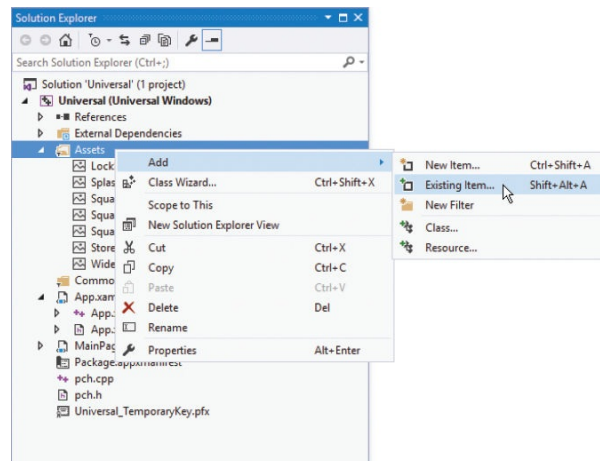 Solution Explorer
Search Solution Explorer (Ctrl+;)
Solution 'Universal' (1 project)
Universal (Universal Windows)
References
External Dependencies
Assets
Lock
Splas
Squa
Squa
Squa
Store
Wide
Commo
App.xam
App.
App.
MainPag
Package.appxmanifest
pch.cpp
pch.h
Universal_TemporaryKey.pfx
Add
Class Wizard... Ctrl+Shift+X
Scope to This
New Solution Explorer View
Cut Ctrl+X
Copy Ctrl+C
Paste Ctrl+V
Delete Del
Rename
Properties Alt+Enter
New Item... Ctrl+Shift+A
Existing Item... Shift+Alt+A
New Filter
Class...
Resource...